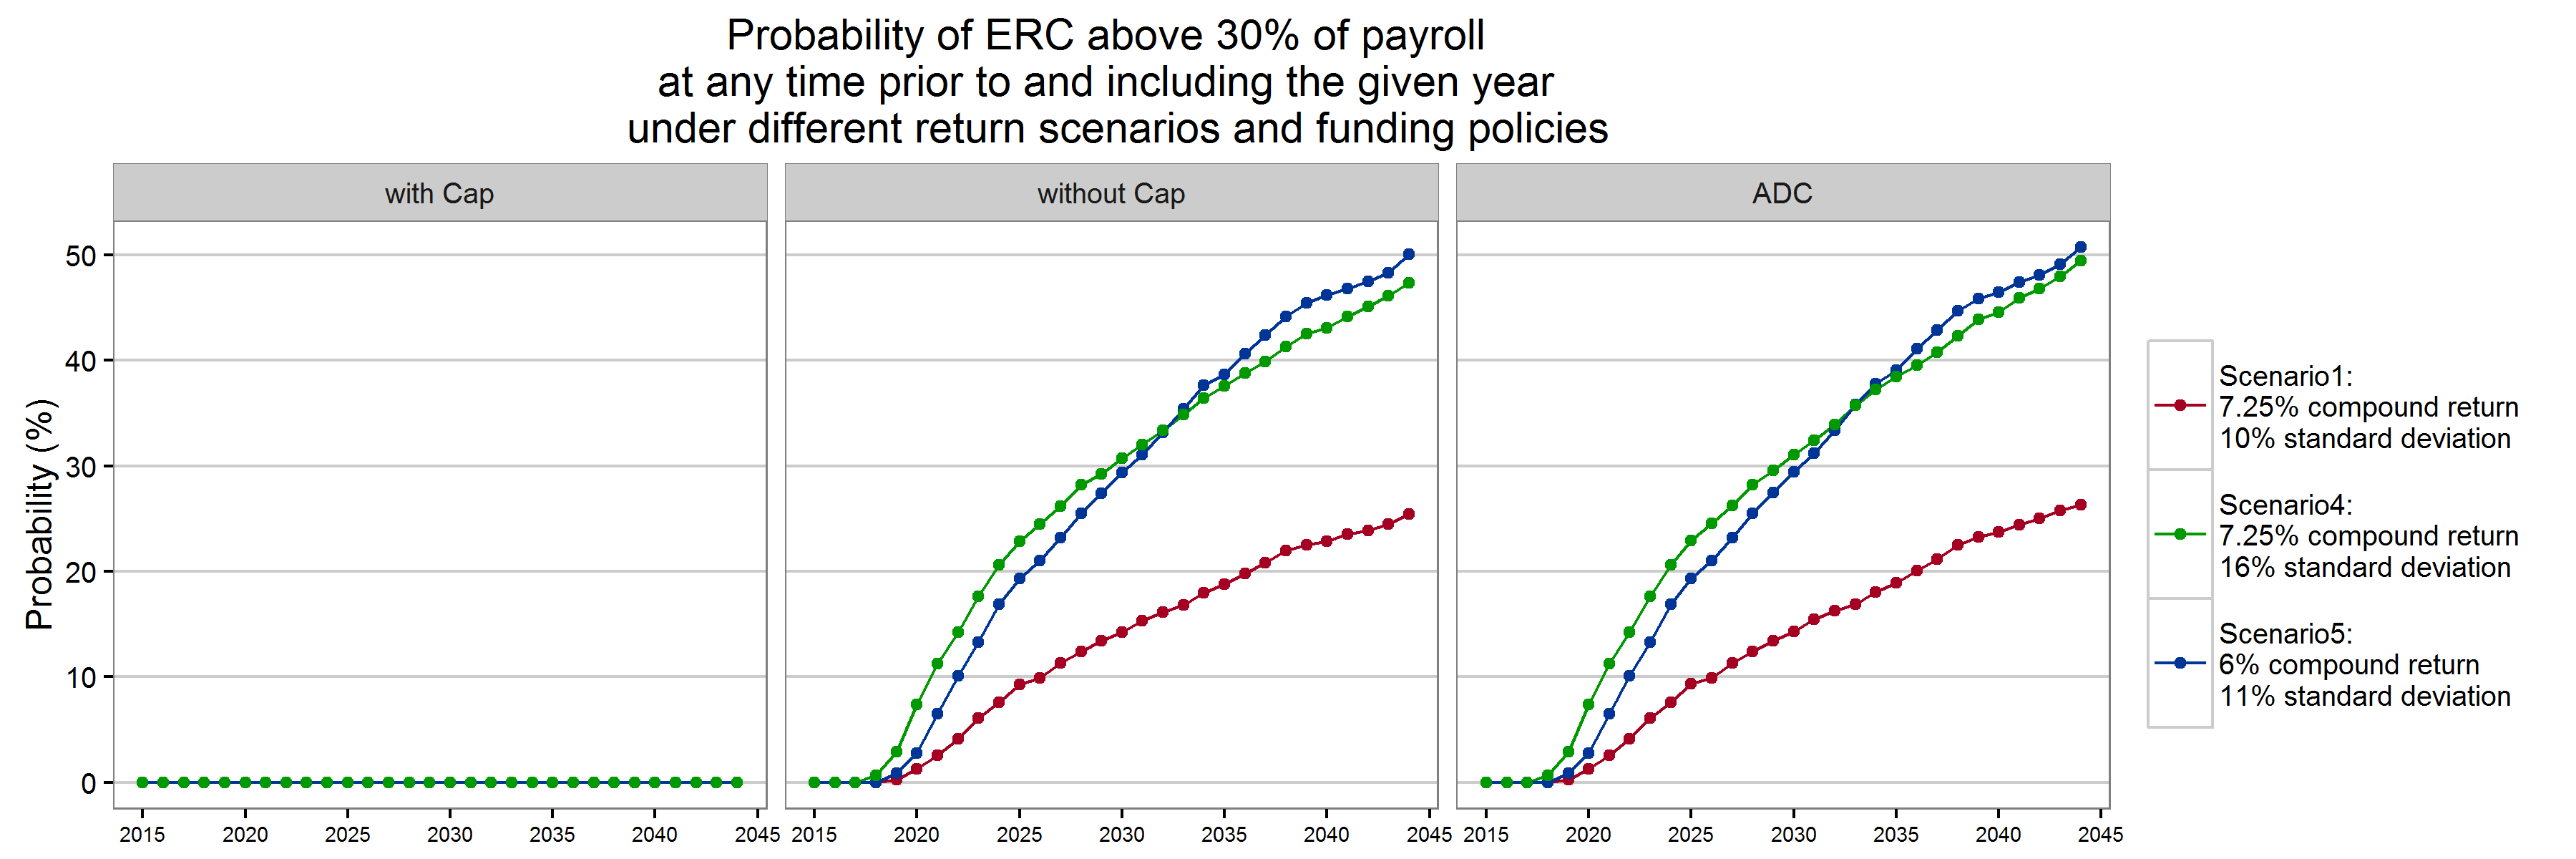 Probability of ERC above 30% of payroll
at any time prior to and including the given year
under different return scenarios and funding policies
with Cap
without Cap
ADC
Probability (%)
50
40
30
20
10
0
2015 2020 2025 2030 2035 2040 2045
2015 2020 2025 2030 2035 2040 2045
2015 2020 2025 2030 2035 2040 2045
Scenario1:
7.25% compound return
10% standard deviation
Scenario4:
7.25% compound return
16% standard deviation
Scenario5:
6% compound return
11% standard deviation